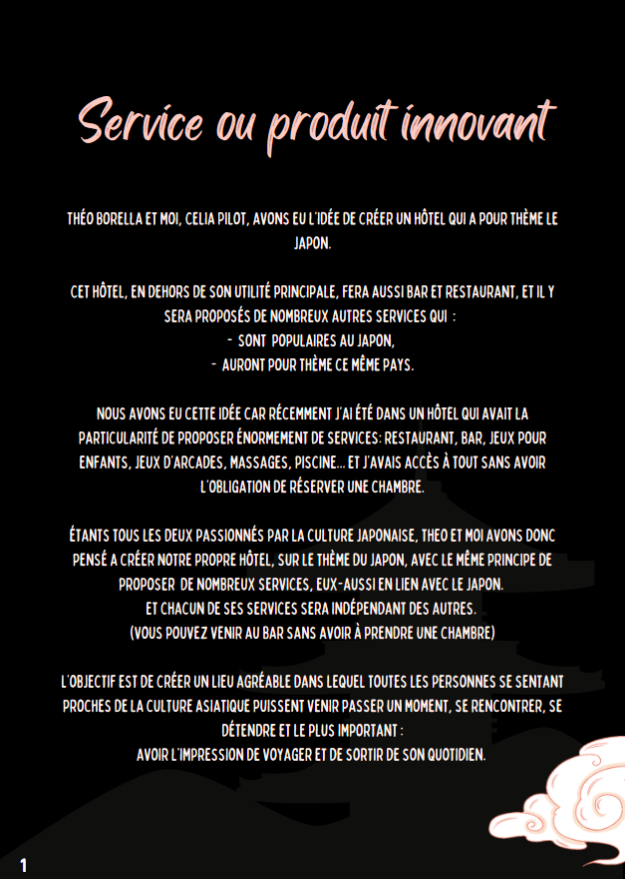 Service ou produit innovant
THÉO BORELLA ET MOI, CELIA PILOT, AVONS EU L'IDÉE DE CRÉER UN HÔTEL QUI A POUR THÈME LE
JAPON.
CET HÔTEL, EN DEHORS DE SON UTILITÉ PRINCIPALE, FERA AUSSI BAR ET RESTAURANT, ET IL Y
SERA PROPOSÉS DE NOMBREUX AUTRES SERVICES QUI :
- SONT POPULAIRES AU JAPON,
- AURONT POUR THÈME CE MÊME PAYS.
NOUS AVONS EU CETTE IDÉE CAR RÉCEMMENT J'AI ÉTÉ DANS UN HÔTEL QUI AVAIT LA
PARTICULARITÉ DE PROPOSER ÉNORMEMENT DE SERVICES: RESTAURANT, BAR, JEUX POUR
ENFANTS, JEUX D'ARCADES, MASSAGES, PISCINE... ET J'AVAIS ACCÈS À TOUT SANS AVOIR
L'OBLIGATION DE RÉSERVER UNE CHAMBRE.
ÉTANTS TOUS LES DEUX PASSIONNÉS PAR LA CULTURE JAPONAISE, THEO ET MOI AVONS DONC
PENSÉ A CRÉER NOTRE PROPRE HÔTEL, SUR LE THÈME DU JAPON, AVEC LE MÊME PRINCIPE DE
PROPOSER DE NOMBREUX SERVICES, EUX-AUSSI EN LIEN AVEC LE JAPON.
ET CHACUN DE SES SERVICES SERA INDÉPENDANT DES AUTRES.
(VOUS POUVEZ VENIR AU BAR SANS AVOIR À PRENDRE UNE CHAMBRE)
L'OBJECTIF EST DE CRÉER UN LIEU AGRÉABLE DANS LEQUEL TOUTES LES PERSONNES SE SENTANT
PROCHES DE LA CULTURE ASIATIQUE PUISSENT VENIR PASSER UN MOMENT, SE RENCONTRER, SE
DÉTENDRE ET LE PLUS IMPORTANT :
AVOIR L'IMPRESSION DE VOYAGER ET DE SORTIR DE SON QUOTIDIEN.
1